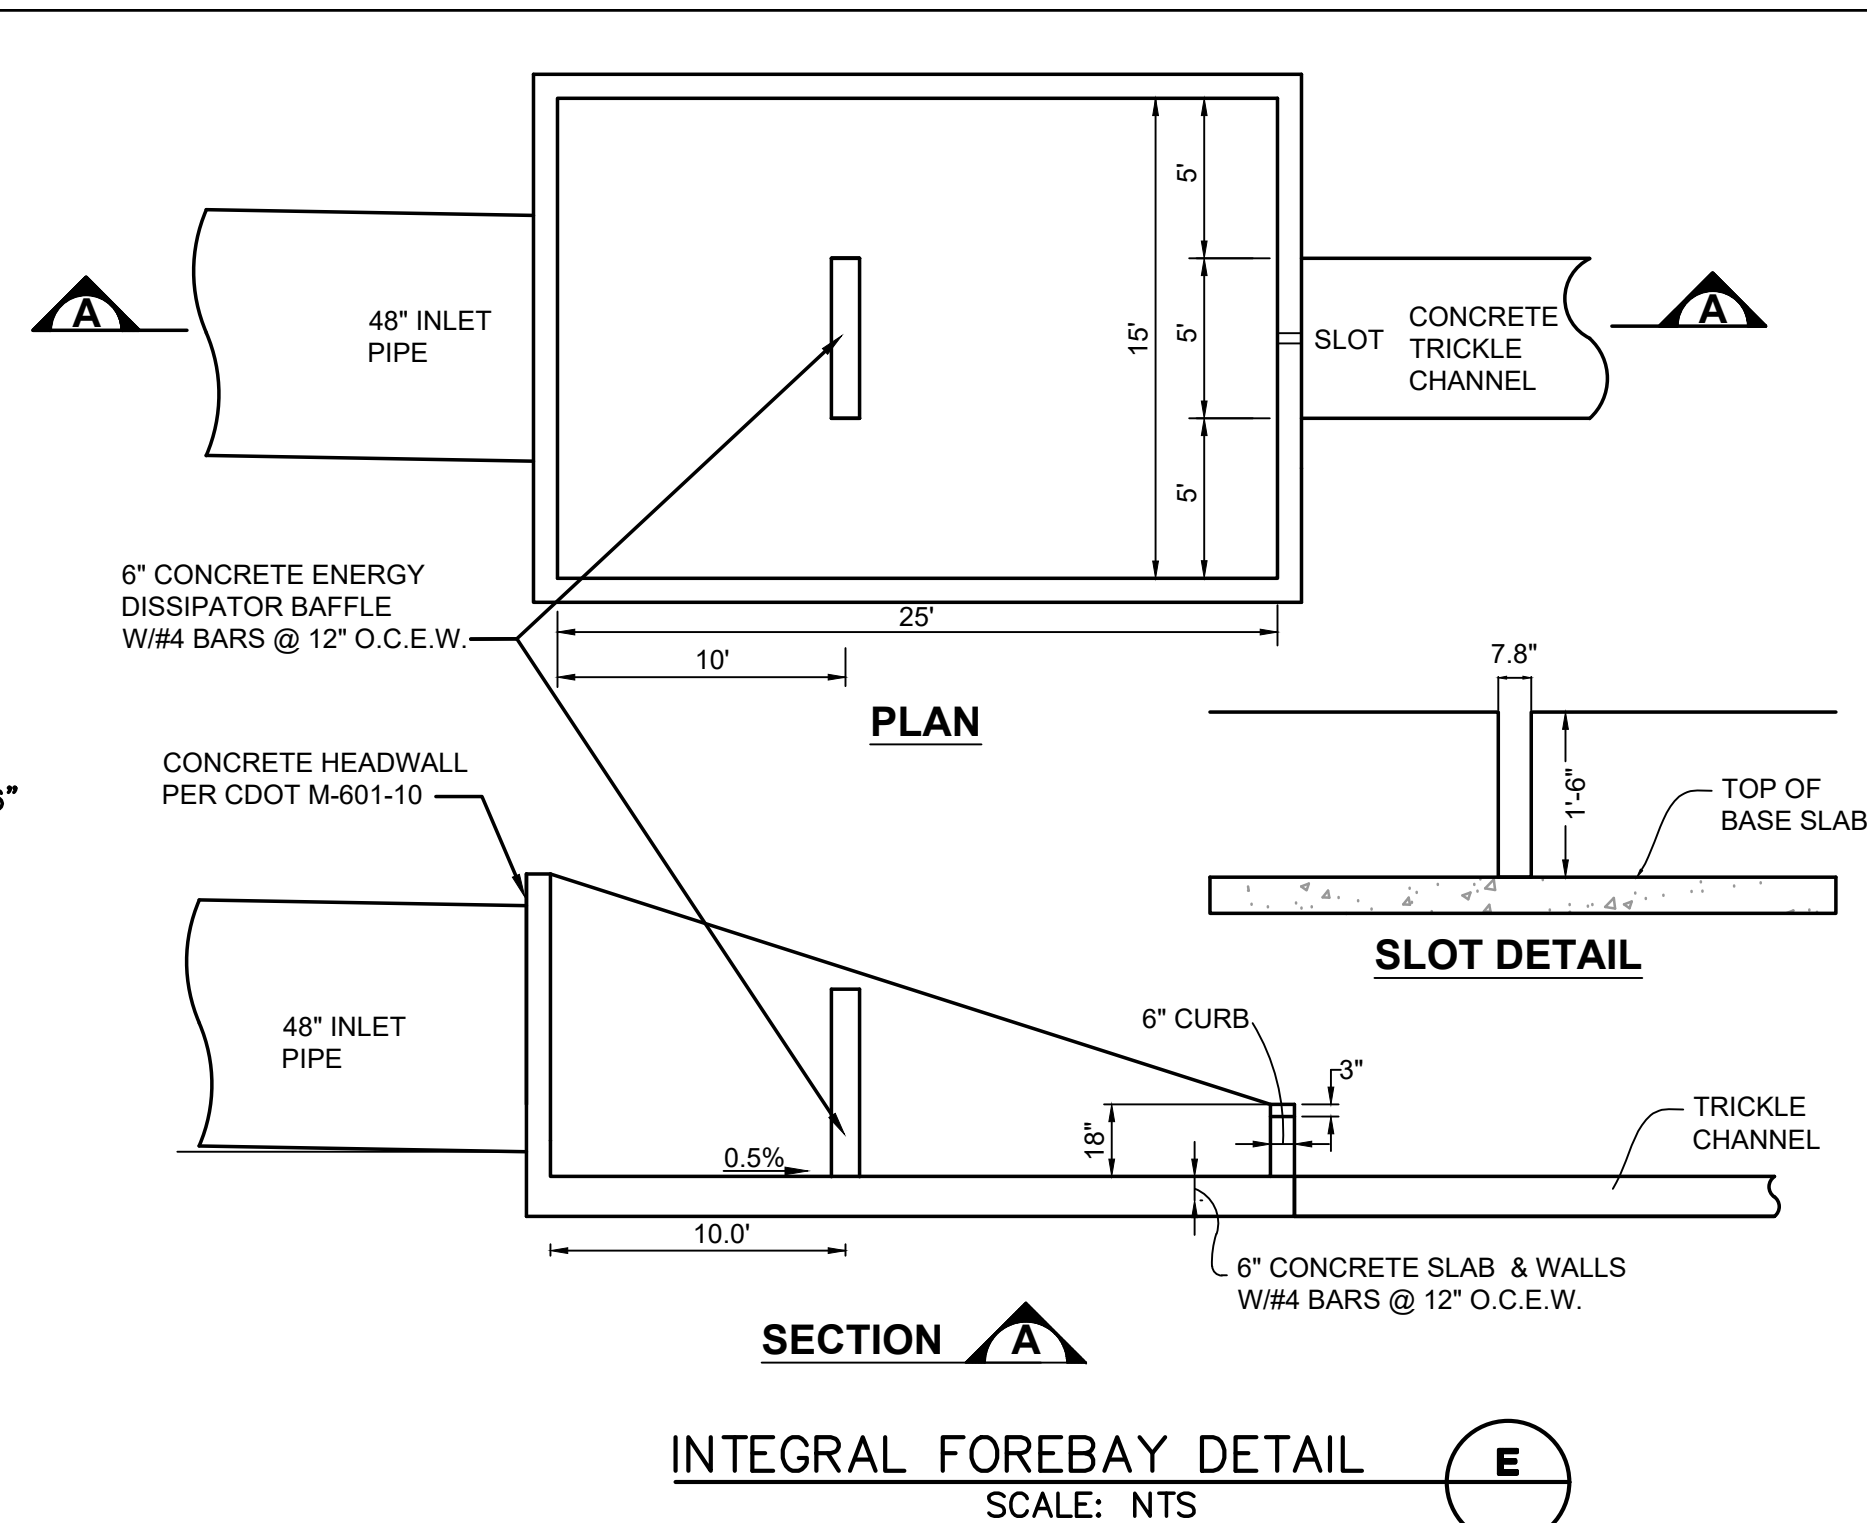 15'
5'
5'
5'
A
48" INLET
PIPE
SLOT
CONCRETE
TRICKLE
CHANNEL
A
6" CONCRETE ENERGY
DISSIPATOR BAFFLE
W/#4 BARS @ 12" O.C.E.W.
25'
10'
PLAN
7.8"
1'-6"
TOP OF
BASE SLAB
SLOT DETAIL
CONCRETE HEADWALL
PER CDOT M-601-10
48" INLET
PIPE
6" CURB
3"
18"
0.5%
TRICKLE
CHANNEL
10.0'
6" CONCRETE SLAB & WALLS
W/#4 BARS @ 12" O.C.E.W.
SECTION A
INTEGRAL FOREBAY DETAIL
E
SCALE: NTS